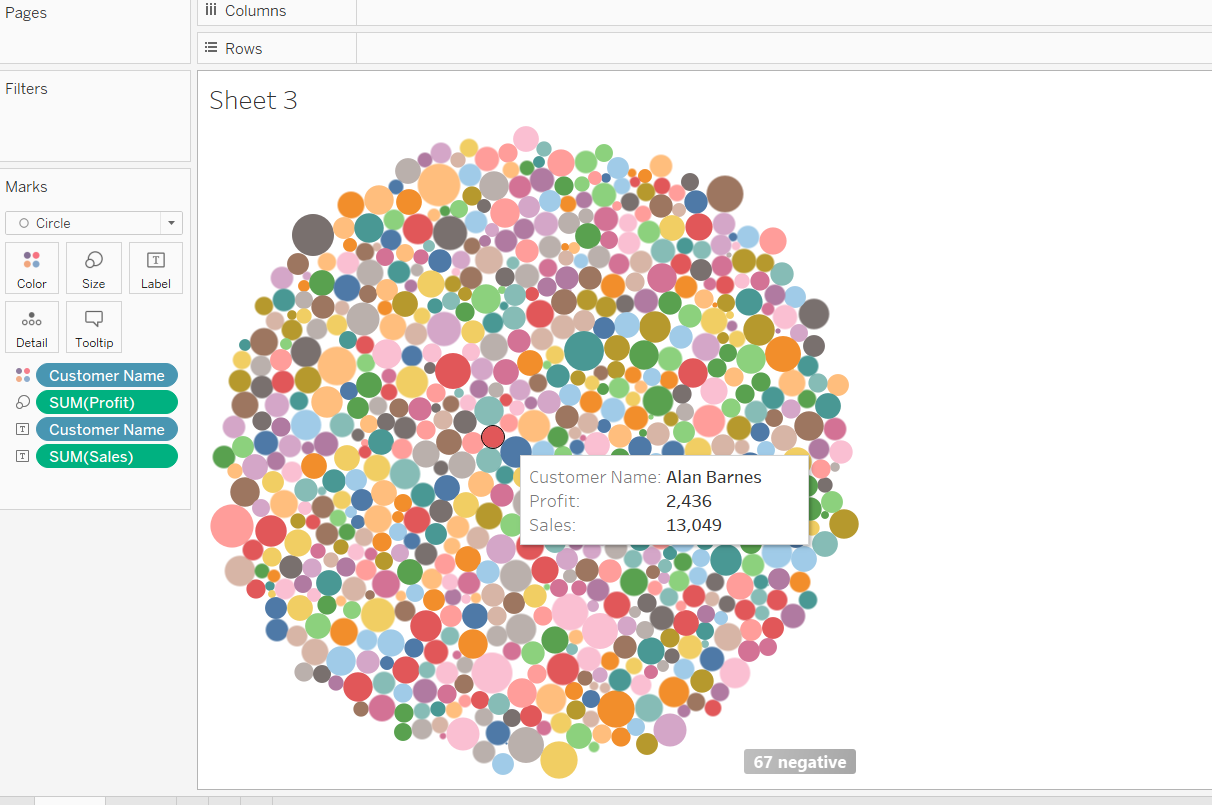 Pages
Columns
Rows
Filters
Sheet 3
Marks
Circle
Color
Size
Label
Detail
Tooltip
Customer Name
SUM(Profit)
Customer Name
SUM(Sales)
Customer Name: Alan Barnes
Profit: 2,436
Sales: 13,049
67 negative